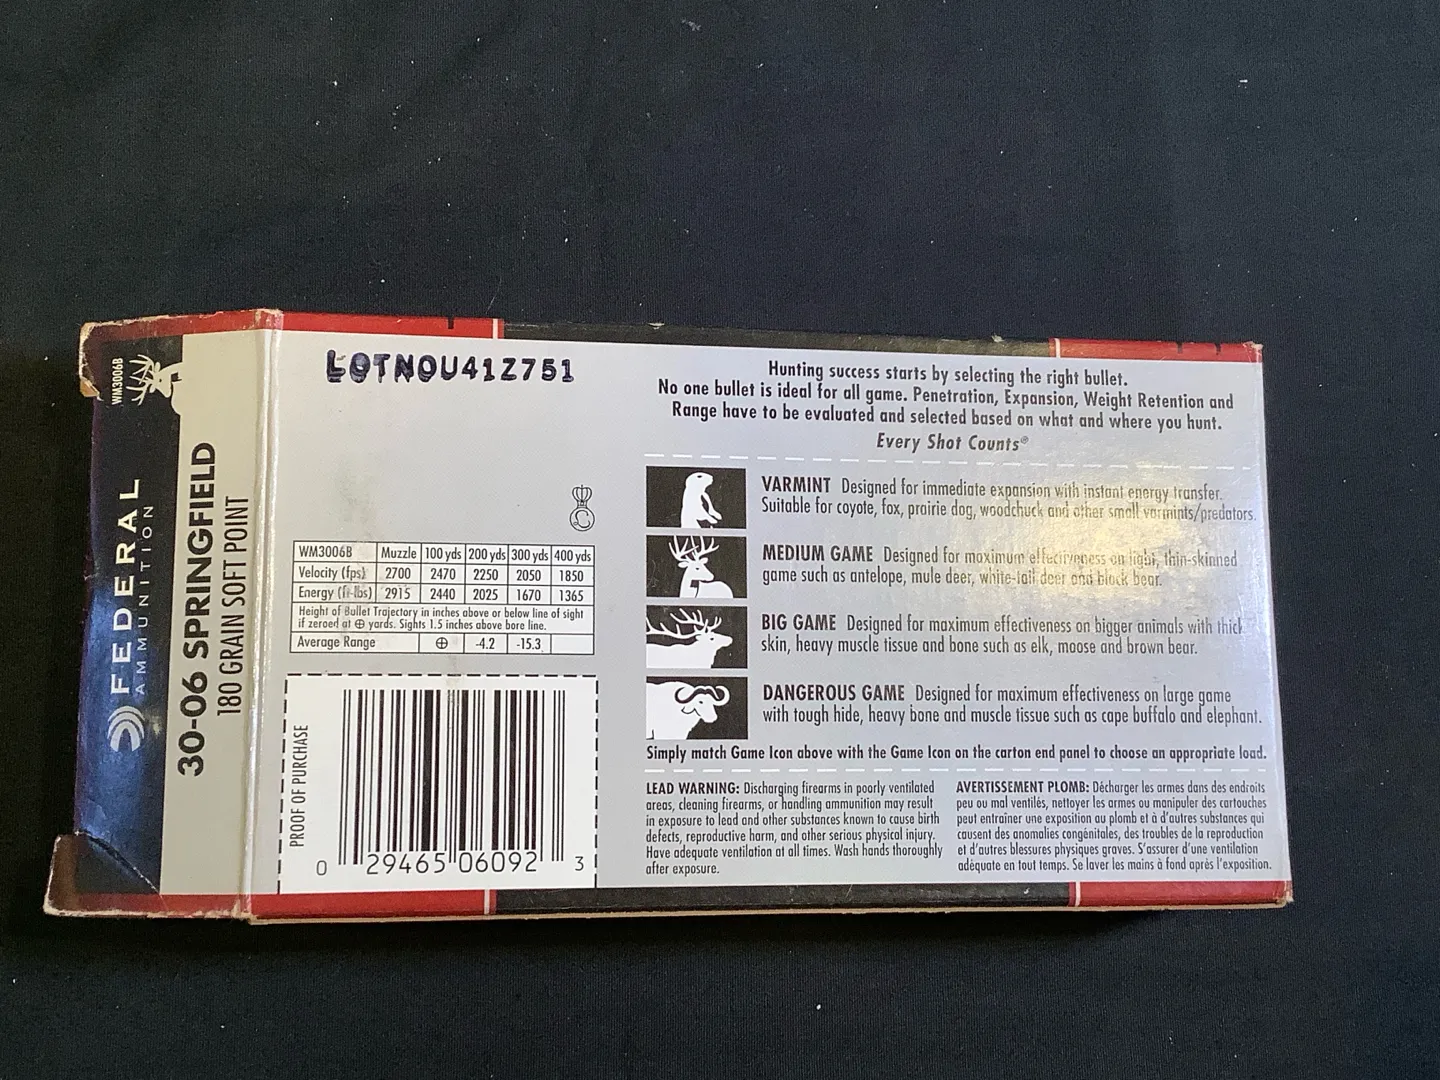 WM3006B
FEDERAL
AMMUNITION
30-06 SPRINGFIELD
180 GRAIN SOFT POINT
LOTNOU41Z751
C
WM3006B Muzzle 100 yds 200 yds 300 yds 400 yds
Velocity (fps) 2700 2470 2250 2050 1850
Energy (ft-lbs) 2915 2440 2025 1670 1365
Height of Bullet Trajectory in inches above or below line of sight
if zeroed at ⊕ yards. Sights 1.5 inches above bore line.
Average Range ⊕ -4.2 -15.3
PROOF OF PURCHASE
0 29465 06092 3
Hunting success starts by selecting the right bullet.
No one bullet is ideal for all game. Penetration, Expansion, Weight Retention and
Range have to be evaluated and selected based on what and where you hunt.
Every Shot Counts®
VARMINT Designed for immediate expansion with instant energy transfer.
Suitable for coyote, fox, prairie dog, woodchuck and other small varmints/predators.
MEDIUM GAME Designed for maximum effectiveness on light, thin-skinned
game such as antelope, mule deer, white-tail deer and black bear.
BIG GAME Designed for maximum effectiveness on bigger animals with thick
skin, heavy muscle tissue and bone such as elk, moose and brown bear.
DANGEROUS GAME Designed for maximum effectiveness on large game
with tough hide, heavy bone and muscle tissue such as cape buffalo and elephant.
Simply match Game Icon above with the Game Icon on the carton end panel to choose an appropriate load.
LEAD WARNING: Discharging firearms in poorly ventilated
areas, cleaning firearms, or handling ammunition may result
in exposure to lead and other substances known to cause birth
defects, reproductive harm, and other serious physical injury.
Have adequate ventilation at all times. Wash hands thoroughly
after exposure.
AVERTISSEMENT PLOMB: Décharger les armes dans des endroits
peu ou mal ventilés, nettoyer les armes ou manipuler des cartouches
peut entraîner une exposition au plomb et à d'autres substances qui
causent des anomalies congénitales, des troubles de la reproduction
et d'autres blessures physiques graves. S'assurer d'une ventilation
adéquate en tout temps. Se laver les mains à fond après l'exposition.